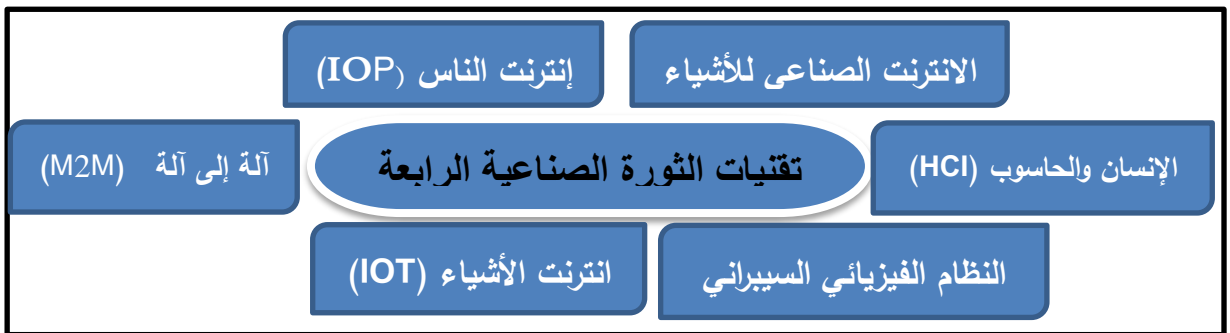 الانترنت الصناعى للأشياء
إنترنت الناس (IOP)
الإنسان والحاسوب (HCI)
تقنيات الثورة الصناعية الرابعة
آلة إلى آلة (M2M)
النظام الفيزيائي السيبراني
انترنت الأشياء (IOT)